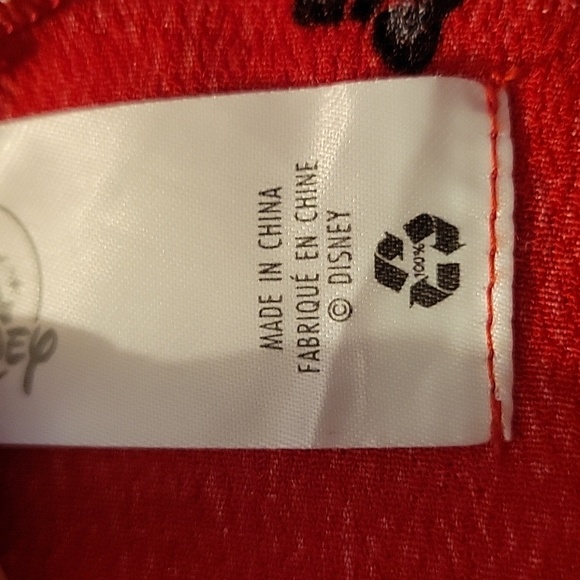 MADE IN CHINA
FABRIQUÉ EN CHINE
© DISNEY
100%